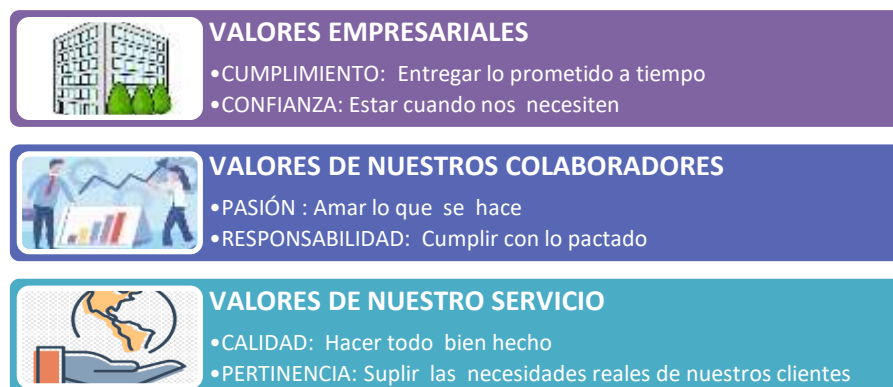 VALORES EMPRESARIALES
•CUMPLIMIENTO: Entregar lo prometido a tiempo
•CONFIANZA: Estar cuando nos necesiten
VALORES DE NUESTROS COLABORADORES
•PASIÓN : Amar lo que se hace
•RESPONSABILIDAD: Cumplir con lo pactado
VALORES DE NUESTRO SERVICIO
•CALIDAD: Hacer todo bien hecho
•PERTINENCIA: Suplir las necesidades reales de nuestros clientes